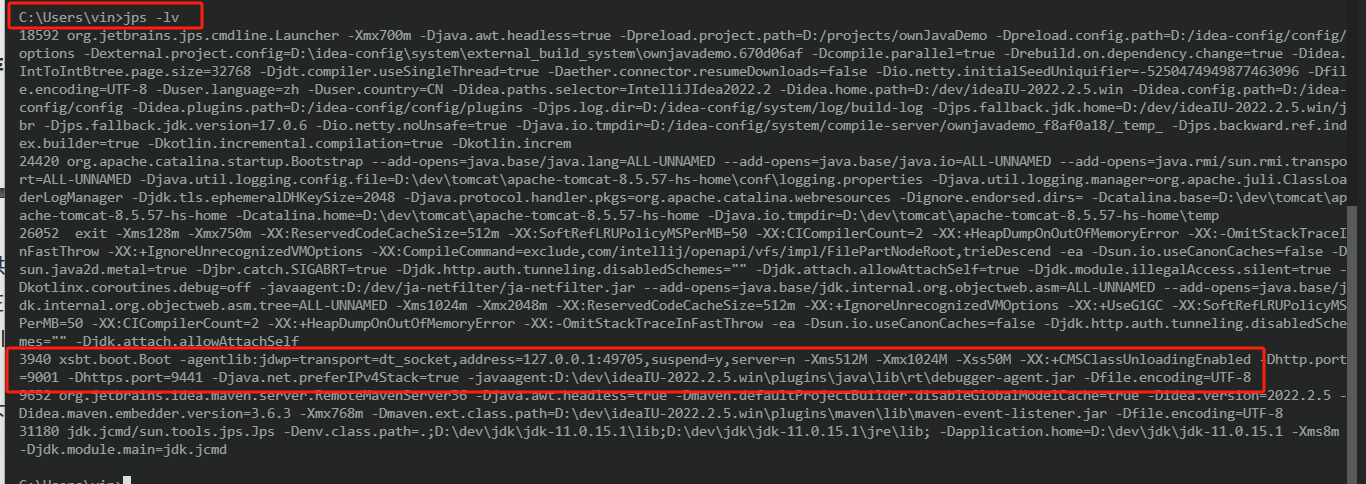 C:\Users\vin>jps -lv
18592 org.jetbrains.jps.cmdline.Launcher -Xmx700m -Djava.awt.headless=true -Dpreload.project.path=D:/projects/ownJavaDemo -Dpreload.config.path=D:/idea-config/config/
options -Dexternal.project.config=D:\idea-config\system\external_build_system\ownjavademo.670d06af -Dcompile.parallel=true -Drebuild.on.dependency.change=true -Didea.
IntToIntBtree.page.size=32768 -Djdt.compiler.useSingleThread=true -Daether.connector.resumeDownloads=false -Dio.netty.initialSeedUniquifier=-5250474949877463096 -Dfil
e.encoding=UTF-8 -Duser.language=zh -Duser.country=CN -Didea.paths.selector=IntelliJIdea2022.2 -Didea.home.path=D:/dev/ideaIU-2022.2.5.win -Didea.config.path=D:/idea-
config/config -Didea.plugins.path=D:/idea-config/config/plugins -Djps.log.dir=D:/idea-config/system/log/build-log -Djps.fallback.jdk.home=D:/dev/ideaIU-2022.2.5.win/j
br -Djps.fallback.jdk.version=17.0.6 -Dio.netty.noUnsafe=true -Djava.io.tmpdir=D:/idea-config/system/compile-server/ownjavademo_f8af0a18/_temp_ -Djps.backward.ref.ind
ex.builder=true -Dkotlin.incremental.compilation=true -Dkotlin.increm
24420 org.apache.catalina.startup.Bootstrap --add-opens=java.base/java.lang=ALL-UNNAMED --add-opens=java.base/java.io=ALL-UNNAMED --add-opens=java.rmi/sun.rmi.transpo
rt=ALL-UNNAMED -Djava.util.logging.config.file=D:\dev\tomcat\apache-tomcat-8.5.57-hs-home\conf\logging.properties -Djava.util.logging.manager=org.apache.juli.ClassLoa
derLogManager -Djdk.tls.ephemeralDHKeySize=2048 -Djava.protocol.handler.pkgs=org.apache.catalina.webresources -Dignore.endorsed.dirs= -Dcatalina.base=D:\dev\tomcat\ap
ache-tomcat-8.5.57-hs-home -Dcatalina.home=D:\dev\tomcat\apache-tomcat-8.5.57-hs-home -Djava.io.tmpdir=D:\dev\tomcat\apache-tomcat-8.5.57-hs-home\temp
26052  exit -Xms128m -Xmx750m -XX:ReservedCodeCacheSize=512m -XX:SoftRefLRUPolicyMSPerMB=50 -XX:CICompilerCount=2 -XX:+HeapDumpOnOutOfMemoryError -XX:-OmitStackTraceI
nFastThrow -XX:+IgnoreUnrecognizedVMOptions -XX:CompileCommand=exclude,com/intellij/openapi/vfs/impl/FilePartNodeRoot,trieDescend -ea -Dsun.io.useCanonCaches=false -D
sun.java2d.metal=true -Djbr.catch.SIGABRT=true -Djdk.http.auth.tunneling.disabledSchemes="" -Djdk.attach.allowAttachSelf=true -Djdk.module.illegalAccess.silent=true -
Dkotlinx.coroutines.debug=off -javaagent:D:/dev/ja-netfilter/ja-netfilter.jar --add-opens=java.base/jdk.internal.org.objectweb.asm=ALL-UNNAMED --add-opens=java.base/j
dk.internal.org.objectweb.asm.tree=ALL-UNNAMED -Xms1024m -Xmx2048m -XX:ReservedCodeCacheSize=512m -XX:+IgnoreUnrecognizedVMOptions -XX:+UseG1GC -XX:SoftRefLRUPolicyMS
PerMB=50 -XX:CICompilerCount=2 -XX:+HeapDumpOnOutOfMemoryError -XX:-OmitStackTraceInFastThrow -ea -Dsun.io.useCanonCaches=false -Djdk.http.auth.tunneling.disabledSche
mes="" -Djdk.attach.allowAttachSelf
3940 xsbt.boot.Boot -agentlib:jdwp=transport=dt_socket,address=127.0.0.1:49705,suspend=y,server=n -Xms512M -Xmx1024M -Xss50M -XX:+CMSClassUnloadingEnabled -Dhttp.port
=9001 -Dhttps.port=9441 -Djava.net.preferIPv4Stack=true -javaagent:D:\dev\ideaIU-2022.2.5.win\plugins\java\lib\rt\debugger-agent.jar -Dfile.encoding=UTF-8
9652 org.jetbrains.idea.maven.server.RemoteMavenServer36 -Djava.awt.headless=true -Dmaven.defaultProjectBuilder.disableGlobalModelCache=true -Didea.version=2022.2.5 -
Didea.maven.embedder.version=3.6.3 -Xmx768m -Dmaven.ext.class.path=D:\dev\ideaIU-2022.2.5.win\plugins\maven\lib\maven-event-listener.jar -Dfile.encoding=UTF-8
31180 jdk.jcmd/sun.tools.jps.Jps -Denv.class.path=.;D:\dev\jdk\jdk-11.0.15.1\lib;D:\dev\jdk\jdk-11.0.15.1\jre\lib; -Dapplication.home=D:\dev\jdk\jdk-11.0.15.1 -Xms8m
-Djdk.module.main=jdk.jcmd
C:\Users\vin>